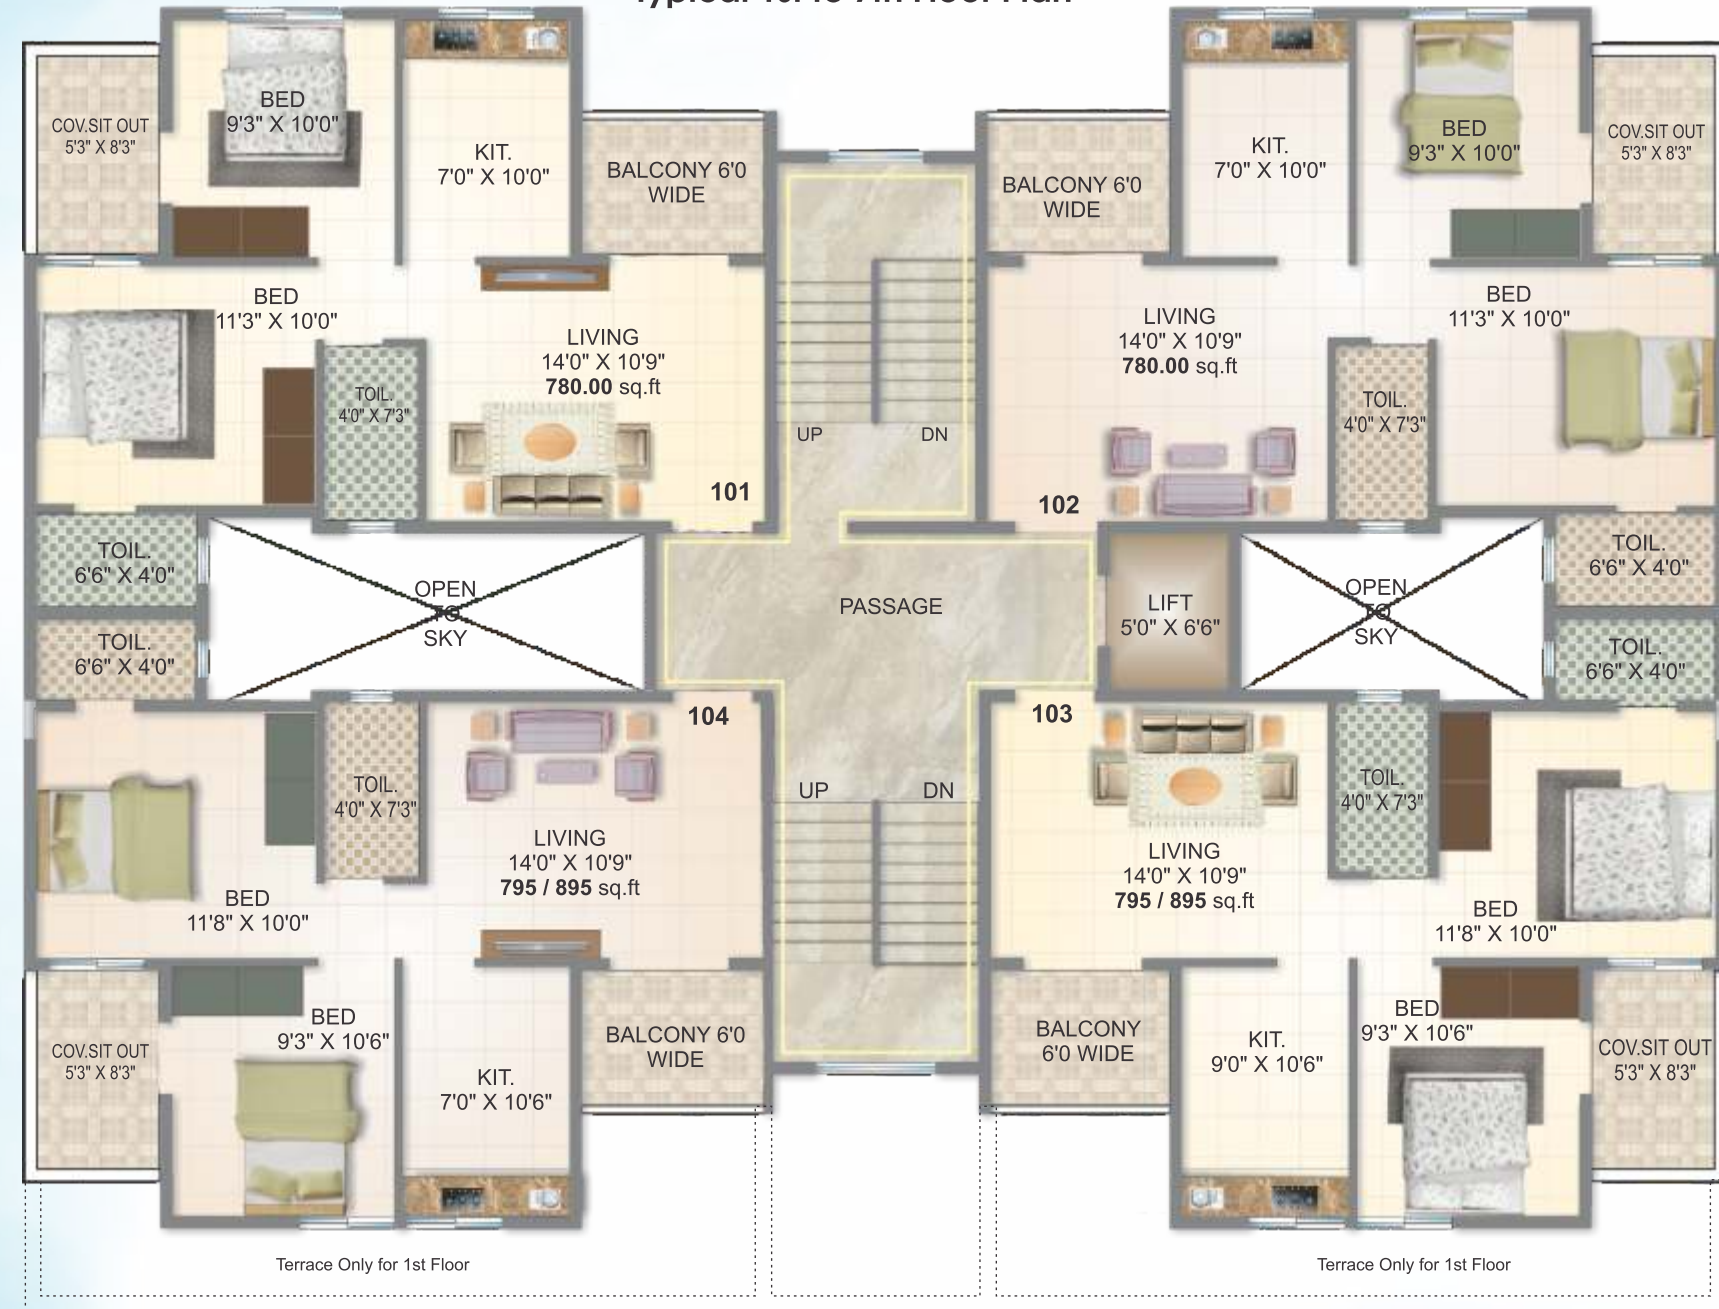 BED
9'3" X 10'0"
COV.SIT OUT
5'3" X 8'3"
KIT.
7'0" X 10'0"
BALCONY 6'0
WIDE
BALCONY 6'0
WIDE
KIT.
7'0" X 10'0"
BED
9'3" X 10'0"
COV.SIT OUT
5'3" X 8'3"
BED
11'3" X 10'0"
LIVING
14'0" X 10'9"
780.00 sq.ft
TOIL.
4'0" X 7'3"
101
UP
DN
LIVING
14'0" X 10'9"
780.00 sq.ft
102
TOIL.
4'0" X 7'3"
BED
11'3" X 10'0"
TOIL.
6'6" X 4'0"
TOIL.
6'6" X 4'0"
OPEN
TO
SKY
PASSAGE
LIFT
5'0" X 6'6"
OPEN
TO
SKY
TOIL.
6'6" X 4'0"
TOIL.
6'6" X 4'0"
104
103
TOIL.
4'0" X 7'3"
LIVING
14'0" X 10'9"
795 / 895 sq.ft
BED
11'8" X 10'0"
UP
DN
LIVING
14'0" X 10'9"
795 / 895 sq.ft
TOIL.
4'0" X 7'3"
BED
11'8" X 10'0"
COV.SIT OUT
5'3" X 8'3"
BED
9'3" X 10'6"
KIT.
7'0" X 10'6"
BALCONY 6'0
WIDE
BALCONY
6'0 WIDE
KIT.
9'0" X 10'6"
BED
9'3" X 10'6"
COV.SIT OUT
5'3" X 8'3"
Terrace Only for 1st Floor
Terrace Only for 1st Floor